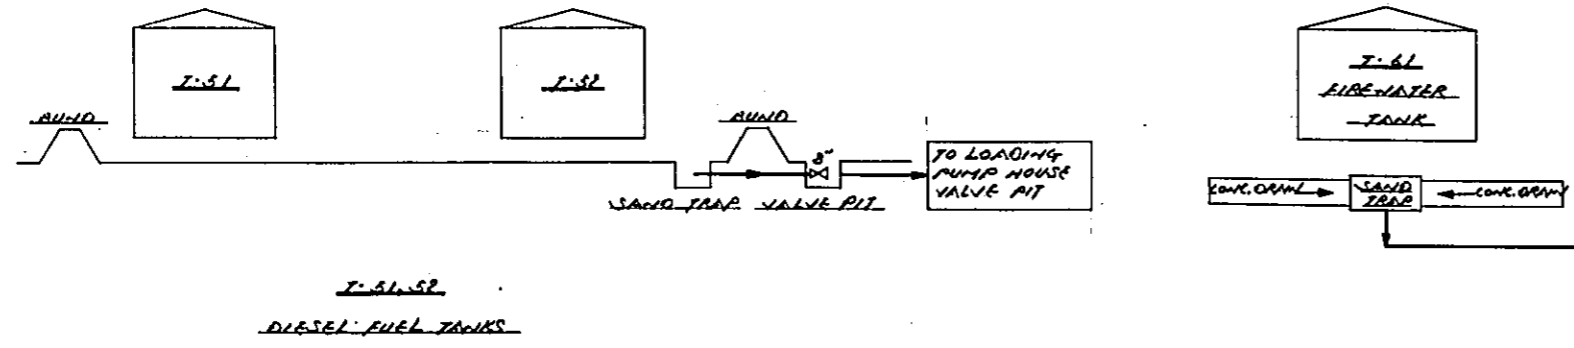 T-51
T-52
T-61
FIREWATER
TANK
BUND
BUND
8"
TO LOADING
PUMP HOUSE
VALVE PIT
SAND TRAP
VALVE PIT
CONC. DRAIN
SAND
TRAP
CONC. DRAIN
T-51,52
DIESEL FUEL TANKS